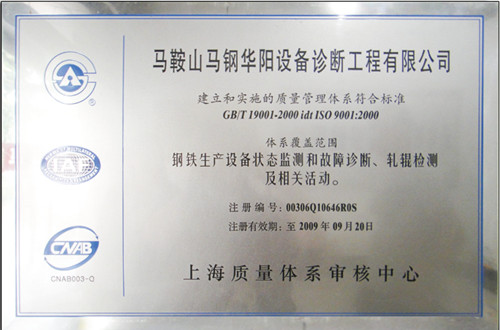 马鞍山马钢华阳设备诊断工程有限公司
建立和实施的质量管理体系符合标准
GB/T 19001-2000 idt ISO 9001:2000
体系覆盖范围
钢铁生产设备状态监测和故障诊断、轧辊检测
及相关活动。
注册编号：00306Q10646R0S
注册有效期：至 2009 年 09 月 20 日
上海质量体系审核中心
IAF
CNAB
CNAB003-Q